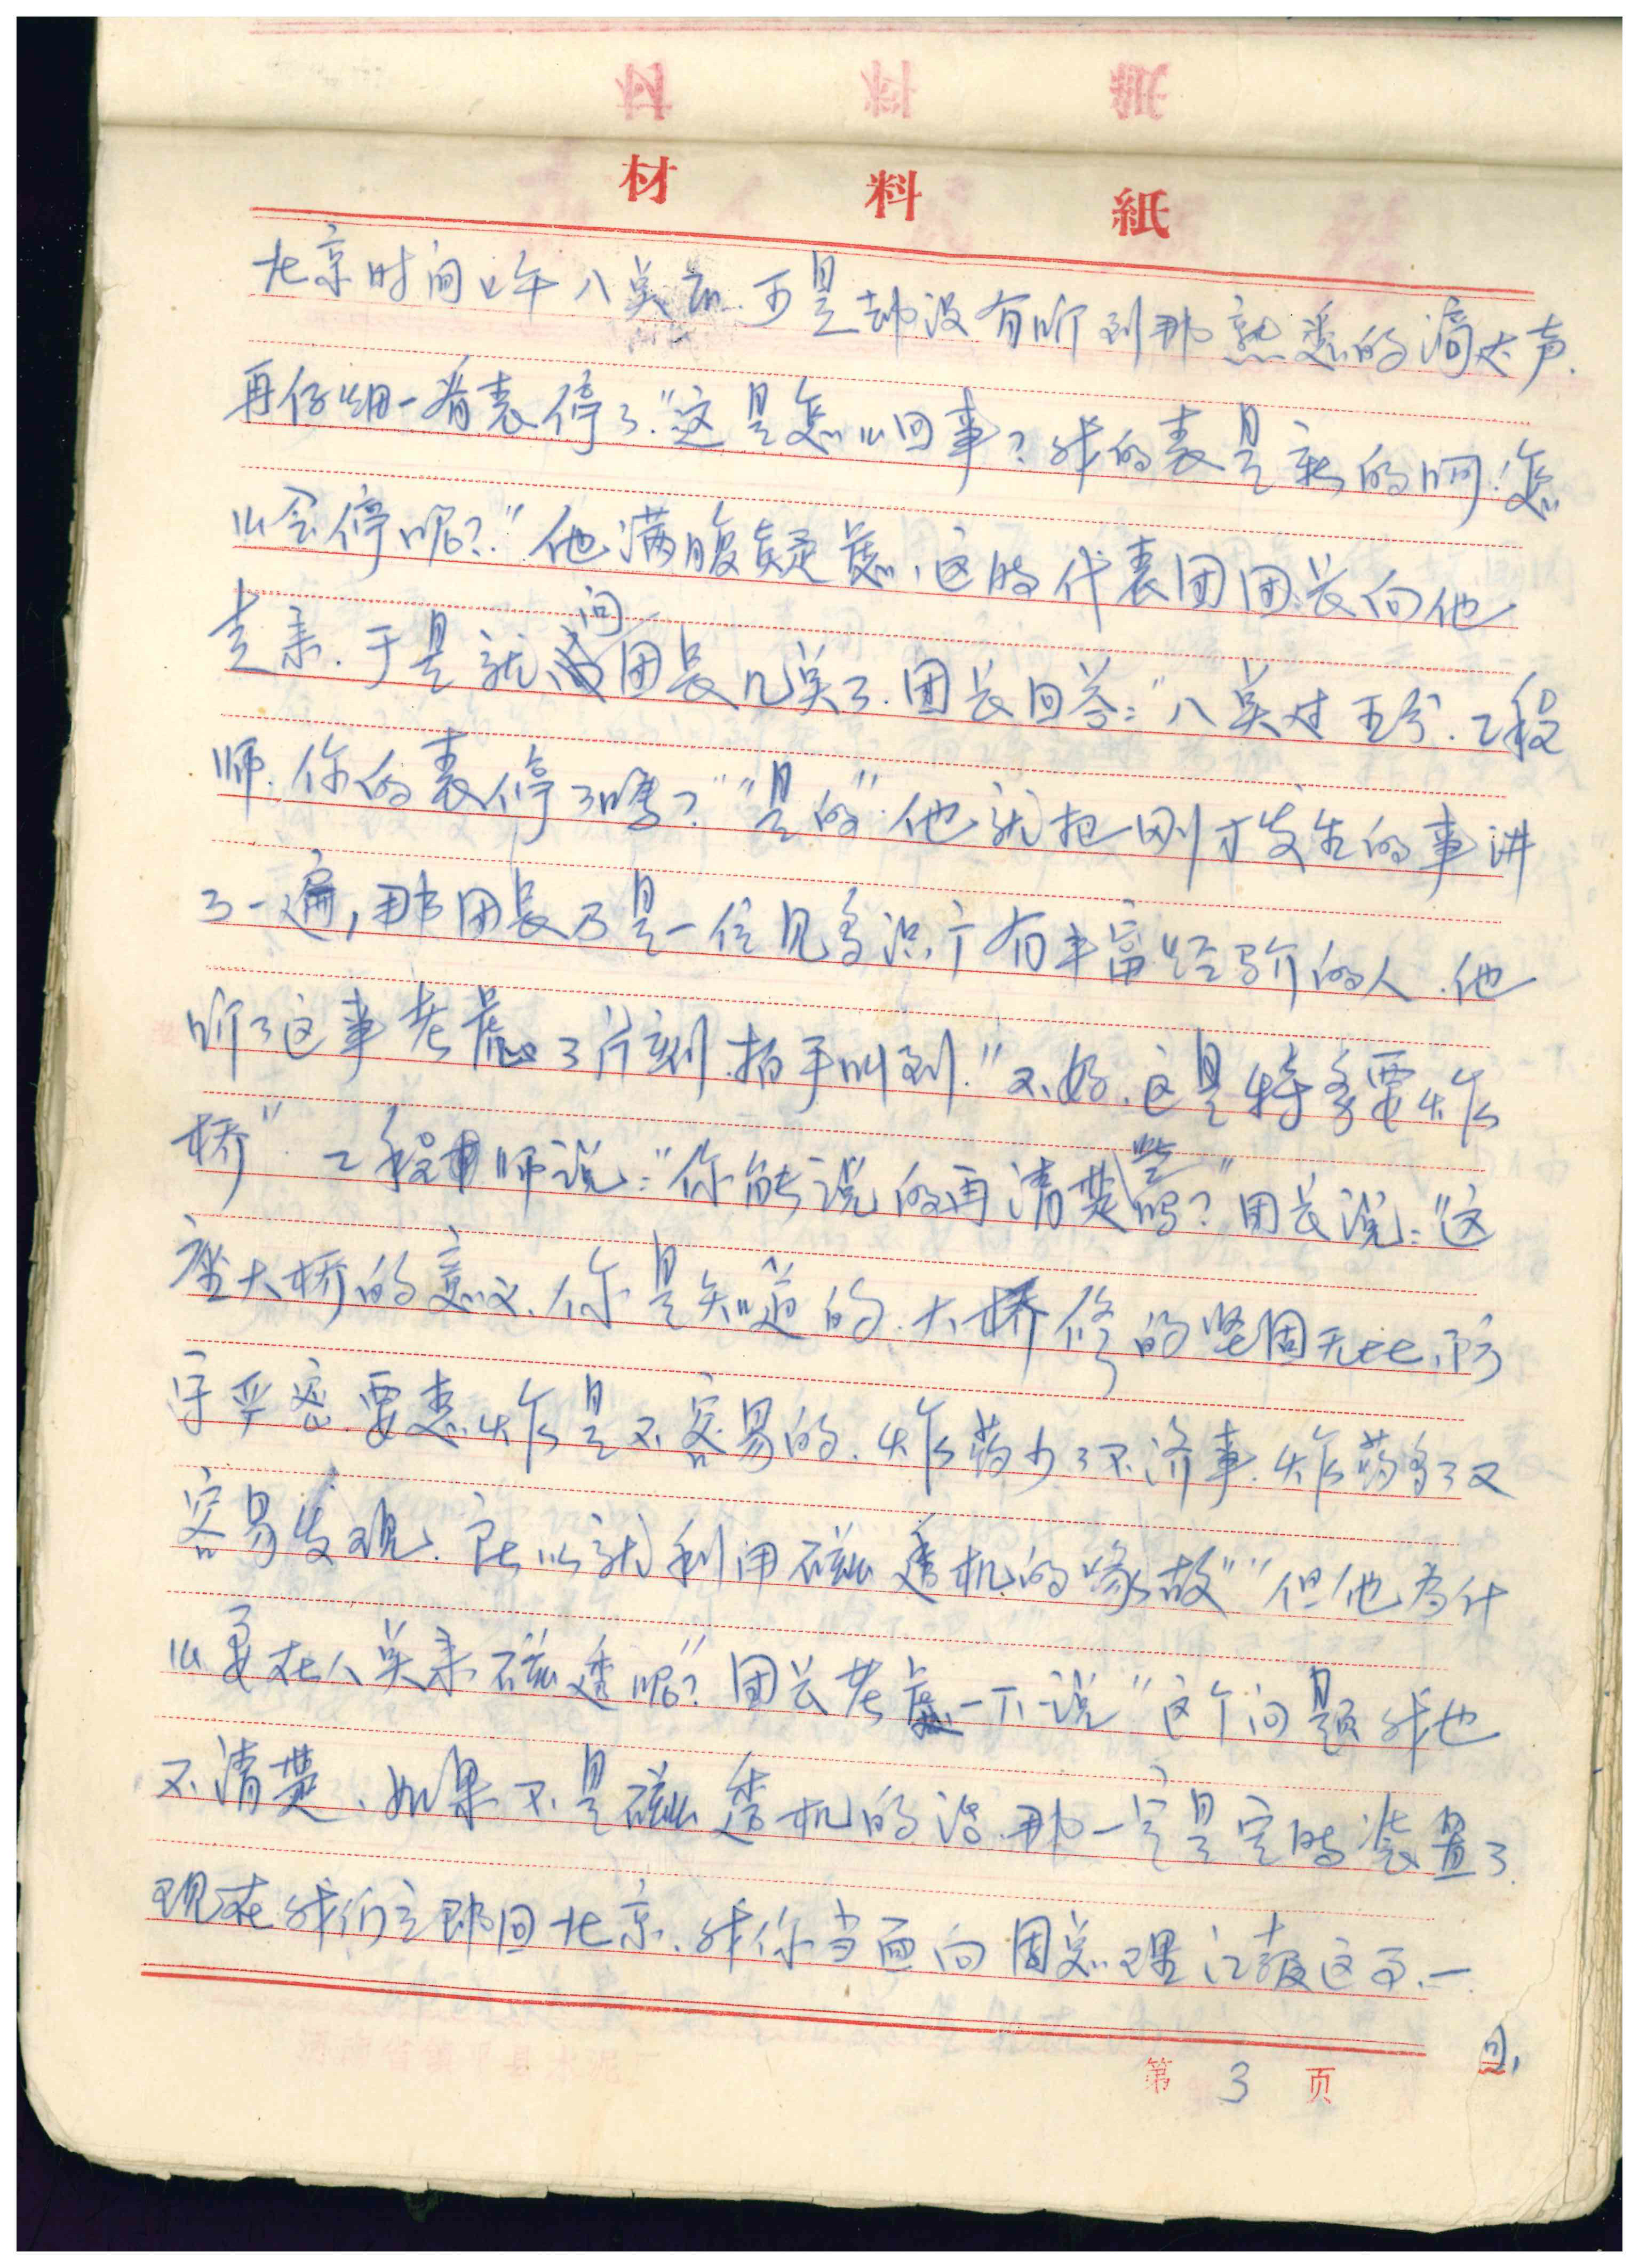 材料紙
北京时间上午八点正.可是却没有听到那熟悉的滴达声.
再仔细一看表停了."这是怎么回事?我的表是新的啊!怎
么会停呢?"他满腹疑虑,这时代表团团长向他
走来.于是就问团长几点了.团长回答:"八点过五分.工程
师.你的表停了吗?""是的"他就把刚才发生的事讲
了一遍,那团长乃是一位见多识广有丰富经验的人.他
听了这事考虑了片刻.拍手叫到."不好.这是特务要炸
桥".工程师说:"你能说的再清楚些吗?"团长说:"这
座大桥的意义.你是知道的.大桥修的坚固无比.防
守严密.要想炸是不容易的.炸药少了不济事.炸药多了又
容易发现.所以就利用磁透机的缘故""但他为什
么要在八点来磁透呢?"团长考虑一下说"这个问题我也
不清楚.如果不是磁透机的话.那一定是定时装置了.
现在我们立即回北京.我你当面向周总理汇报这不一
第 3 页